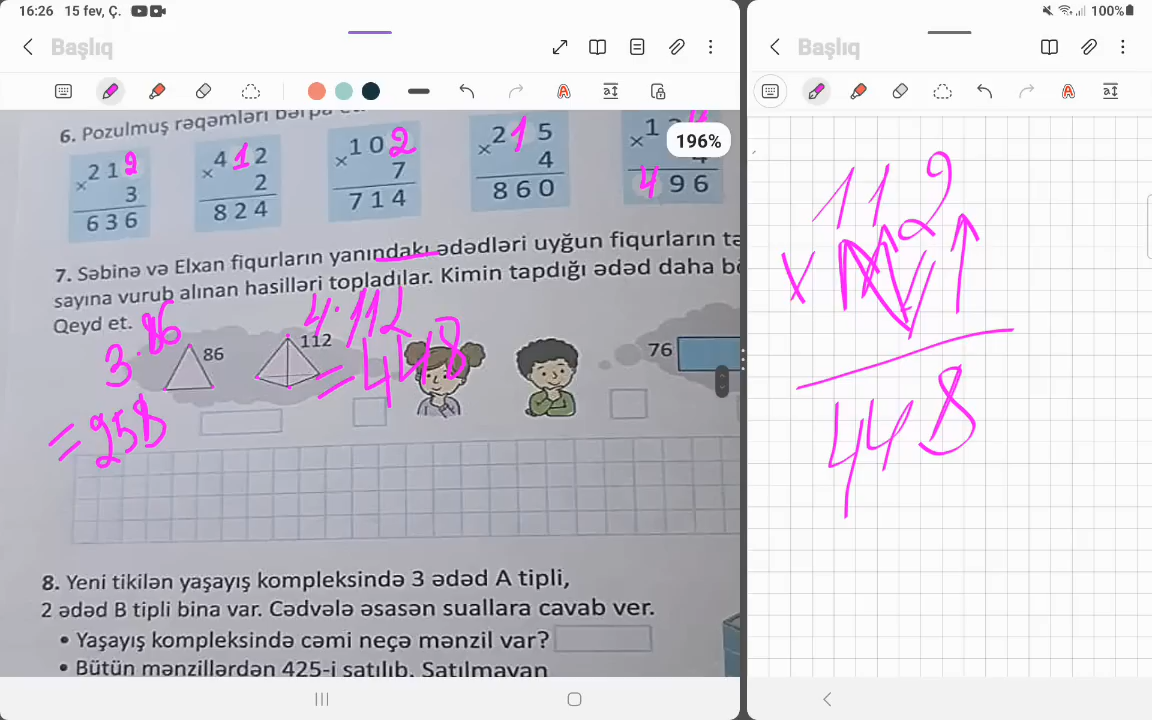 16:26 15 fev, Ç.
100%
Başlıq
Başlıq
196%
6. Pozulmuş rəqəmləri bərpa
212
× 3
636
412
× 2
824
102
× 7
714
215
× 4
860
× 1
4
496
7. Səbinə və Elxan fiqurların yanındakı ədədləri uyğun fiqurların
sayına vurub alınan hasilləri topladılar. Kimin tapdığı ədəd daha
Qeyd et.
3·86
=258
86
4·112
=448
112
76
8. Yeni tikilən yaşayış kompleksində 3 ədəd A tipli,
2 ədəd B tipli bina var. Cədvələ əsasən suallara cavab ver.
• Yaşayış kompleksində cəmi neçə mənzil var?
• Bütün mənzillərdən 425-i satılıb. Satılmayan
112
×
448